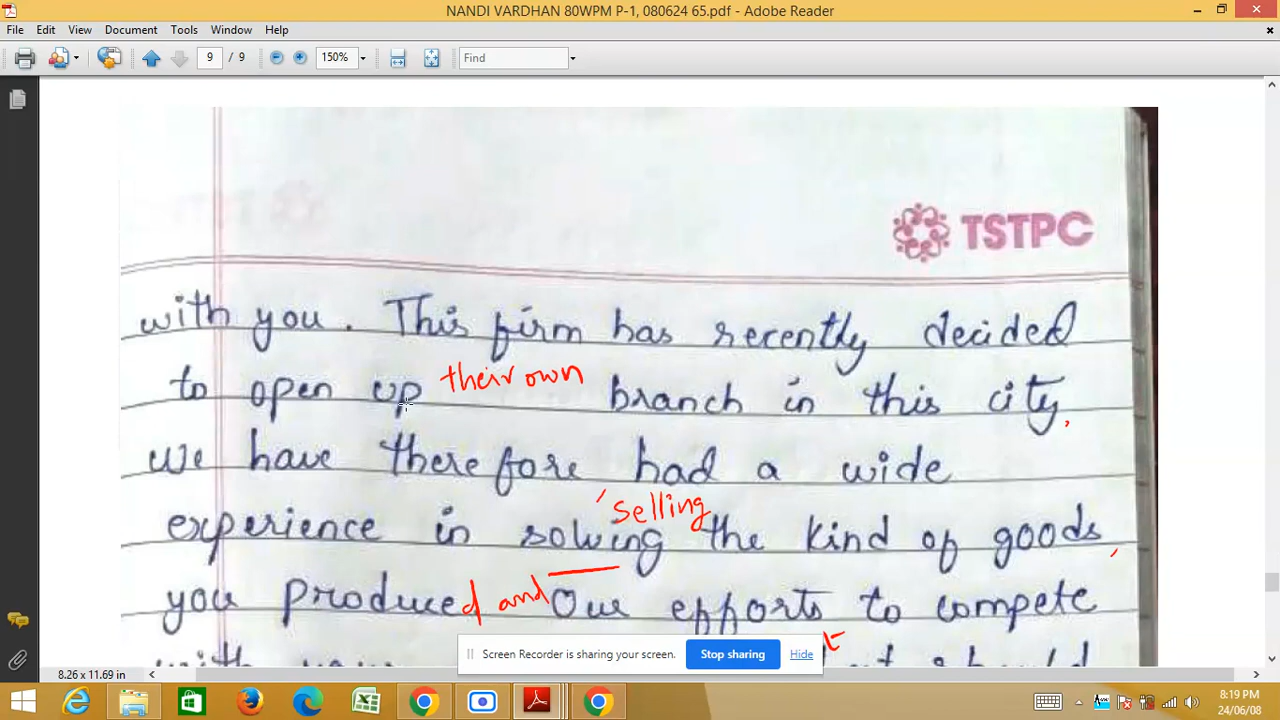 NANDI VARDHAN 80WPM P-1, 080624 65.pdf - Adobe Reader
File Edit View Document Tools Window Help
9 / 9 150% Find
TSTPC
with you. This firm has recently decided
to open up their own branch in this city,
we have therefore had a wide
selling
experience in solving the kind of goods,
you produced and Our efforts to compete
Screen Recorder is sharing your screen. Stop sharing Hide
with your should
8.26 x 11.69 in
8:19 PM
24/06/08